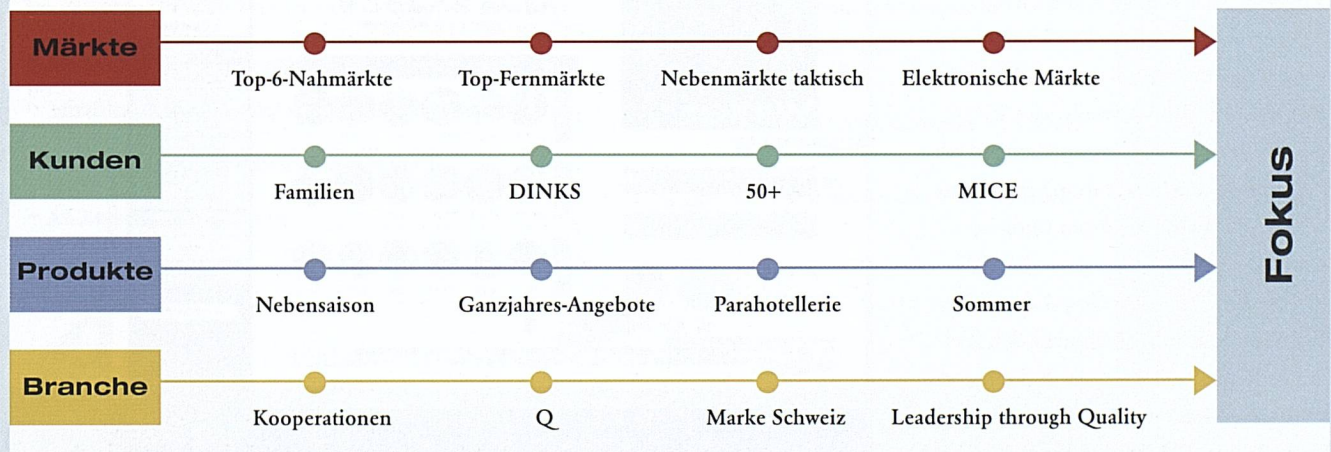 Märkte
Top-6-Nahmärkte Top-Fernmärkte Nebenmärkte taktisch Elektronische Märkte
Kunden
Familien DINKS 50+ MICE
Produkte
Nebensaison Ganzjahres-Angebote Parahotellerie Sommer
Branche
Kooperationen Q Marke Schweiz Leadership through Quality
Fokus